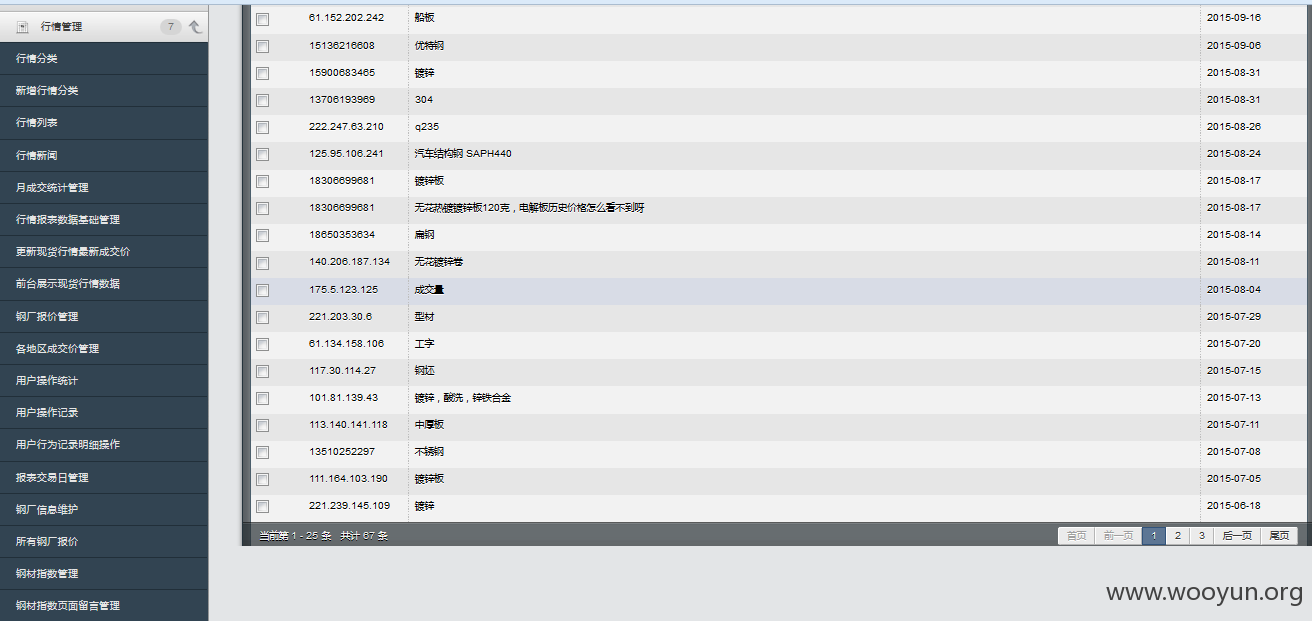 行情管理 7
行情分类
新增行情分类
行情列表
行情新闻
月成交统计管理
行情报表数据基础管理
更新现货行情最新成交价
前台展示现货行情数据
钢厂报价管理
各地区成交价管理
用户操作统计
用户操作记录
用户行为记录明细操作
报表交易日管理
钢厂信息维护
所有钢厂报价
钢材指数管理
钢材指数页面留言管理
61.152.202.242 船板 2015-09-16
15136216608 优特钢 2015-09-06
15900683465 镀锌 2015-08-31
13706193969 304 2015-08-31
222.247.63.210 q235 2015-08-26
125.95.106.241 汽车结构钢 SAPH440 2015-08-24
18306699681 镀锌板 2015-08-17
18306699681 无花热镀镀锌板120克，电解板历史价格怎么看不到呀 2015-08-17
18650353634 扁钢 2015-08-14
140.206.187.134 无花镀锌卷 2015-08-11
175.5.123.125 成交量 2015-08-04
221.203.30.6 型材 2015-07-29
61.134.158.106 工字 2015-07-20
117.30.114.27 钢坯 2015-07-15
101.81.139.43 镀锌，酸洗，锌铁合金 2015-07-13
113.140.141.118 中厚板 2015-07-11
13510252297 不锈钢 2015-07-08
111.164.103.190 镀锌板 2015-07-05
221.239.145.109 镀锌 2015-06-18
当前第 1 - 25 条 共计 67 条 首页 前一页 1 2 3 后一页 尾页
www.wooyun.org